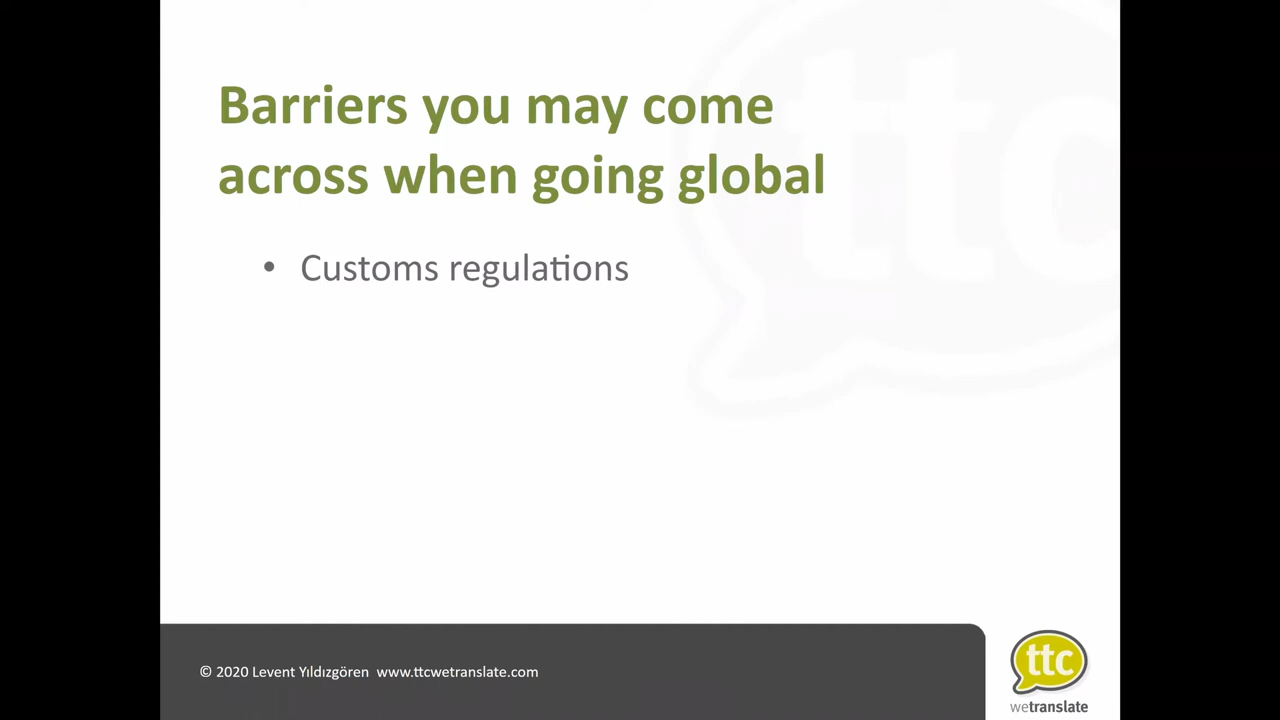 Barriers you may come
across when going global
• Customs regulations
© 2020 Levent Yıldızgören www.ttcwetranslate.com
ttc
wetranslate